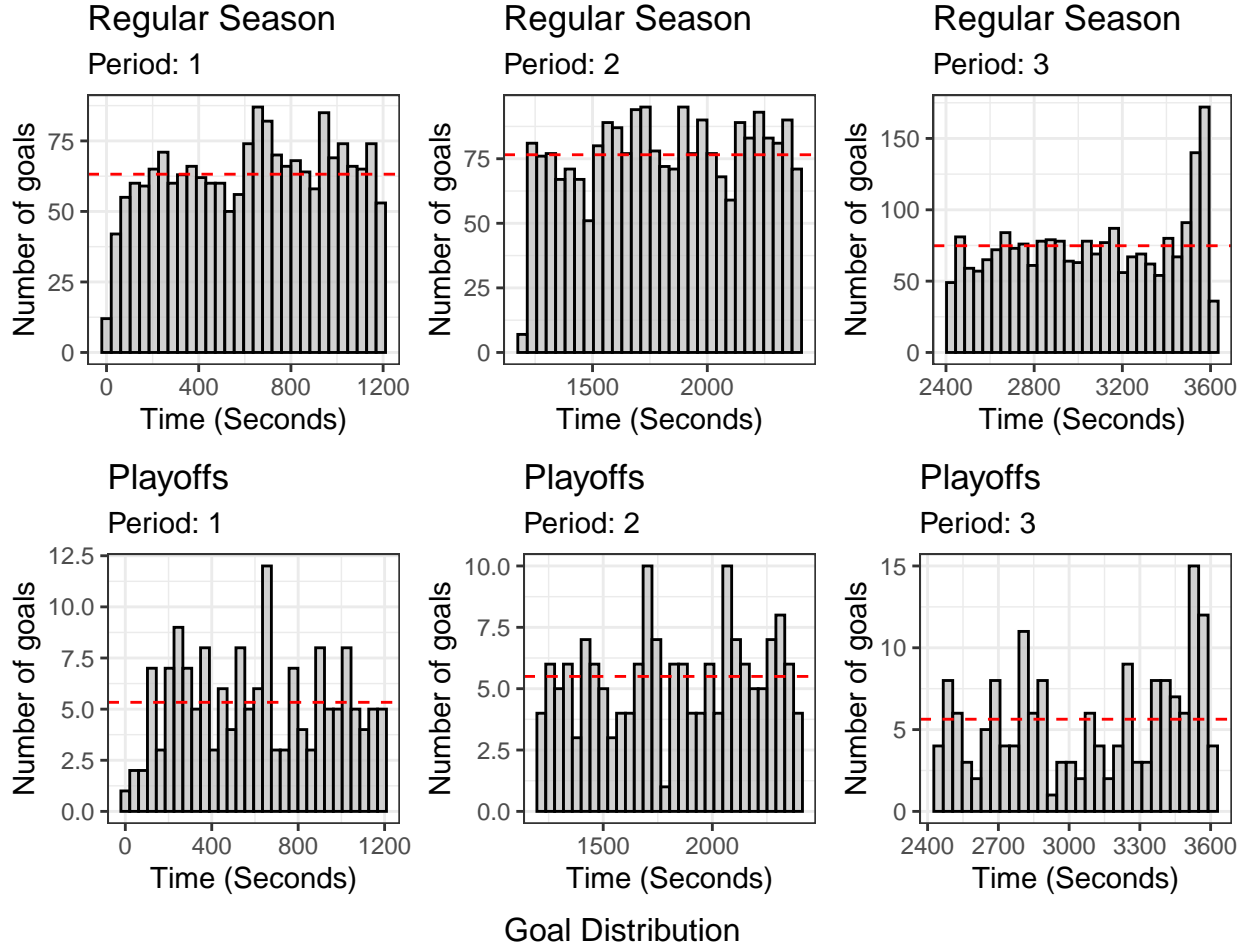 Regular Season
Period: 1
Number of goals
75
50
25
0
0 400 800 1200
Time (Seconds)
Regular Season
Period: 2
Number of goals
75
50
25
0
1500 2000
Time (Seconds)
Regular Season
Period: 3
Number of goals
150
100
50
0
2400 2800 3200 3600
Time (Seconds)
Playoffs
Period: 1
Number of goals
12.5
10.0
7.5
5.0
2.5
0.0
0 400 800 1200
Time (Seconds)
Playoffs
Period: 2
Number of goals
10.0
7.5
5.0
2.5
0.0
1500 2000
Time (Seconds)
Playoffs
Period: 3
Number of goals
15
10
5
0
2400 2700 3000 3300 3600
Time (Seconds)
Goal Distribution